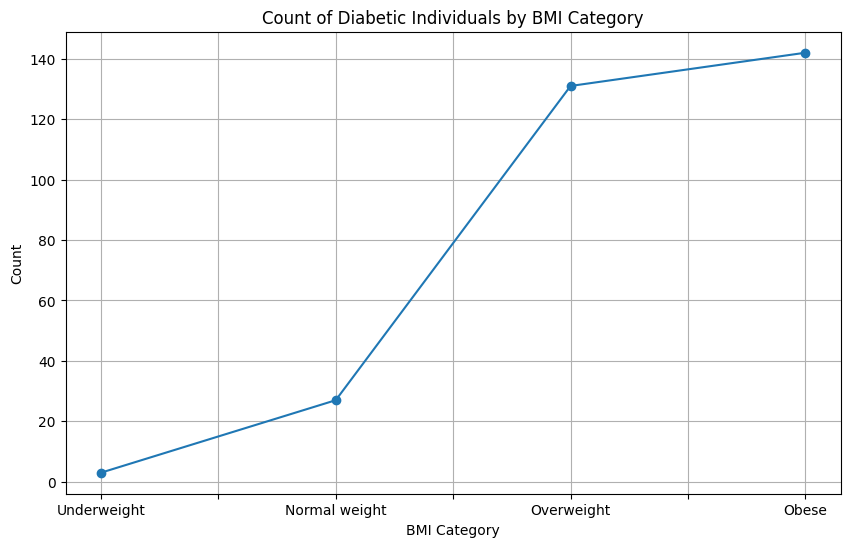 Count of Diabetic Individuals by BMI Category
140
120
100
80
60
40
20
0
Count
Underweight Normal weight Overweight Obese
BMI Category